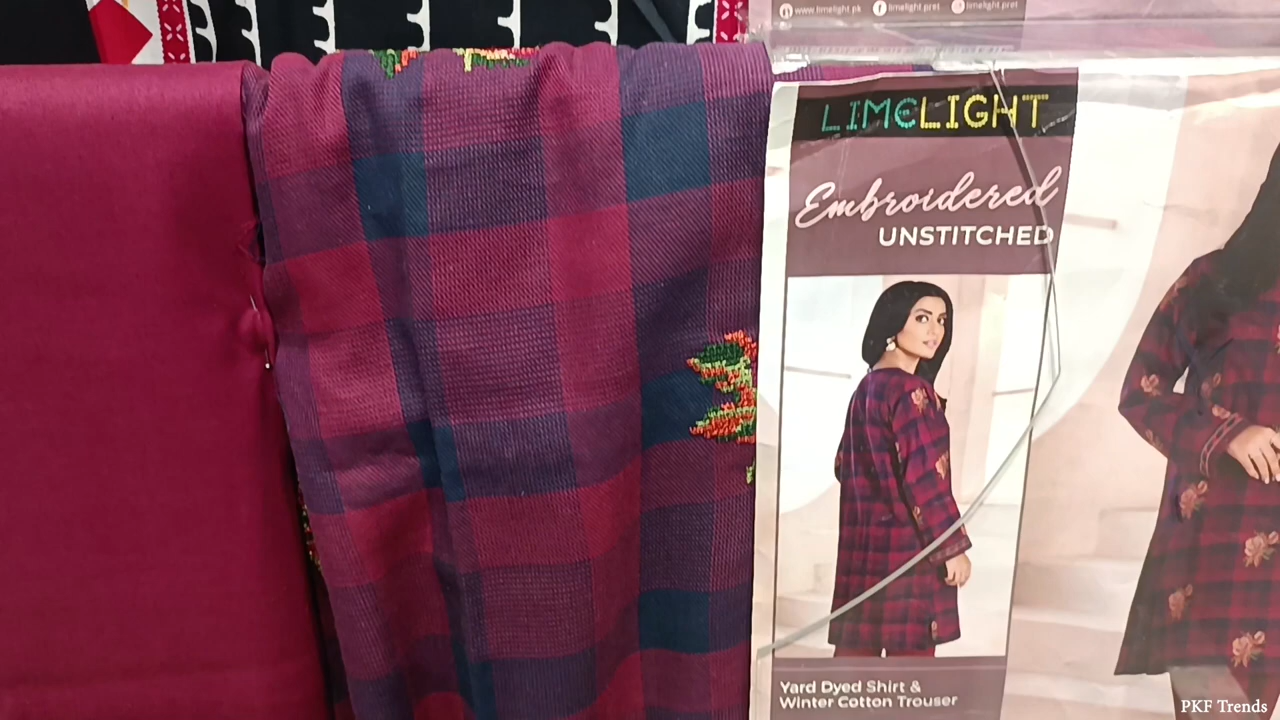 www.limelight.pk limelight.pret limelight.pret
LIMELIGHT
Embroidered
UNSTITCHED
Yard Dyed Shirt &
Winter Cotton Trouser
PKF Trends